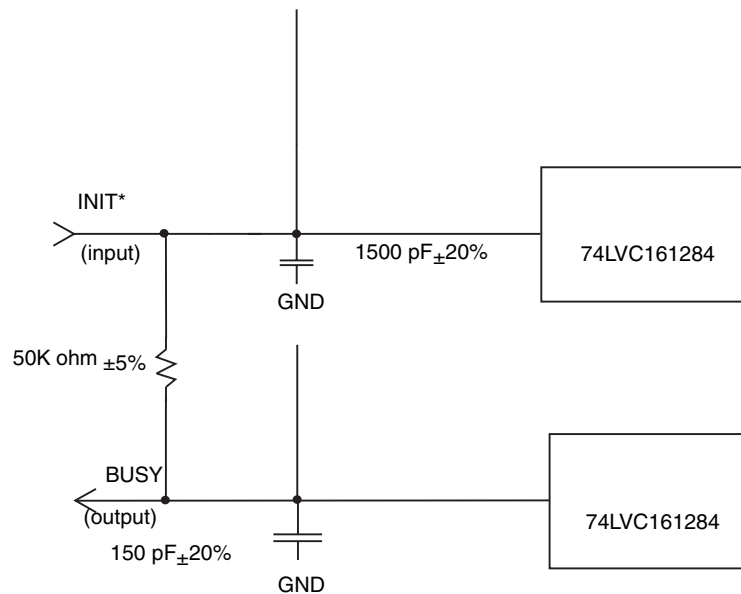 INIT*
(input)
1500 pF±20%
74LVC161284
GND
50K ohm ±5%
BUSY
(output)
74LVC161284
150 pF±20%
GND